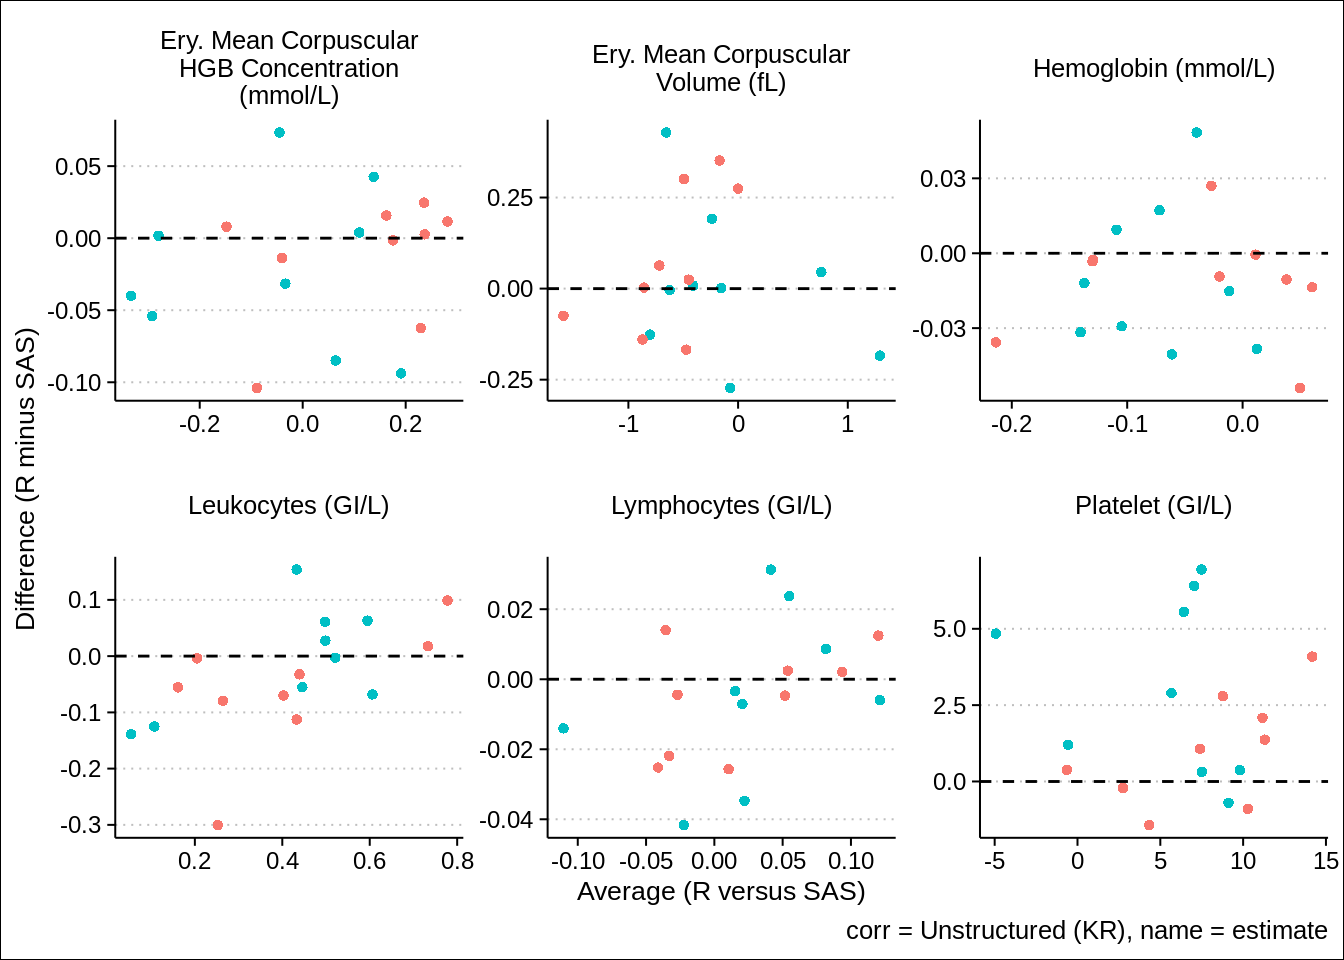 Ery. Mean Corpuscular
HGB Concentration
(mmol/L)
Ery. Mean Corpuscular
Volume (fL)
Hemoglobin (mmol/L)
0.05
0.00
-0.05
-0.10
-0.2 0.0 0.2
0.25
0.00
-0.25
-1 0 1
0.03
0.00
-0.03
-0.2 -0.1 0.0
Difference (R minus SAS)
Leukocytes (GI/L)
Lymphocytes (GI/L)
Platelet (GI/L)
0.1
0.0
-0.1
-0.2
-0.3
0.2 0.4 0.6 0.8
0.02
0.00
-0.02
-0.04
-0.10 -0.05 0.00 0.05 0.10
5.0
2.5
0.0
-5 0 5 10 15
Average (R versus SAS)
corr = Unstructured (KR), name = estimate